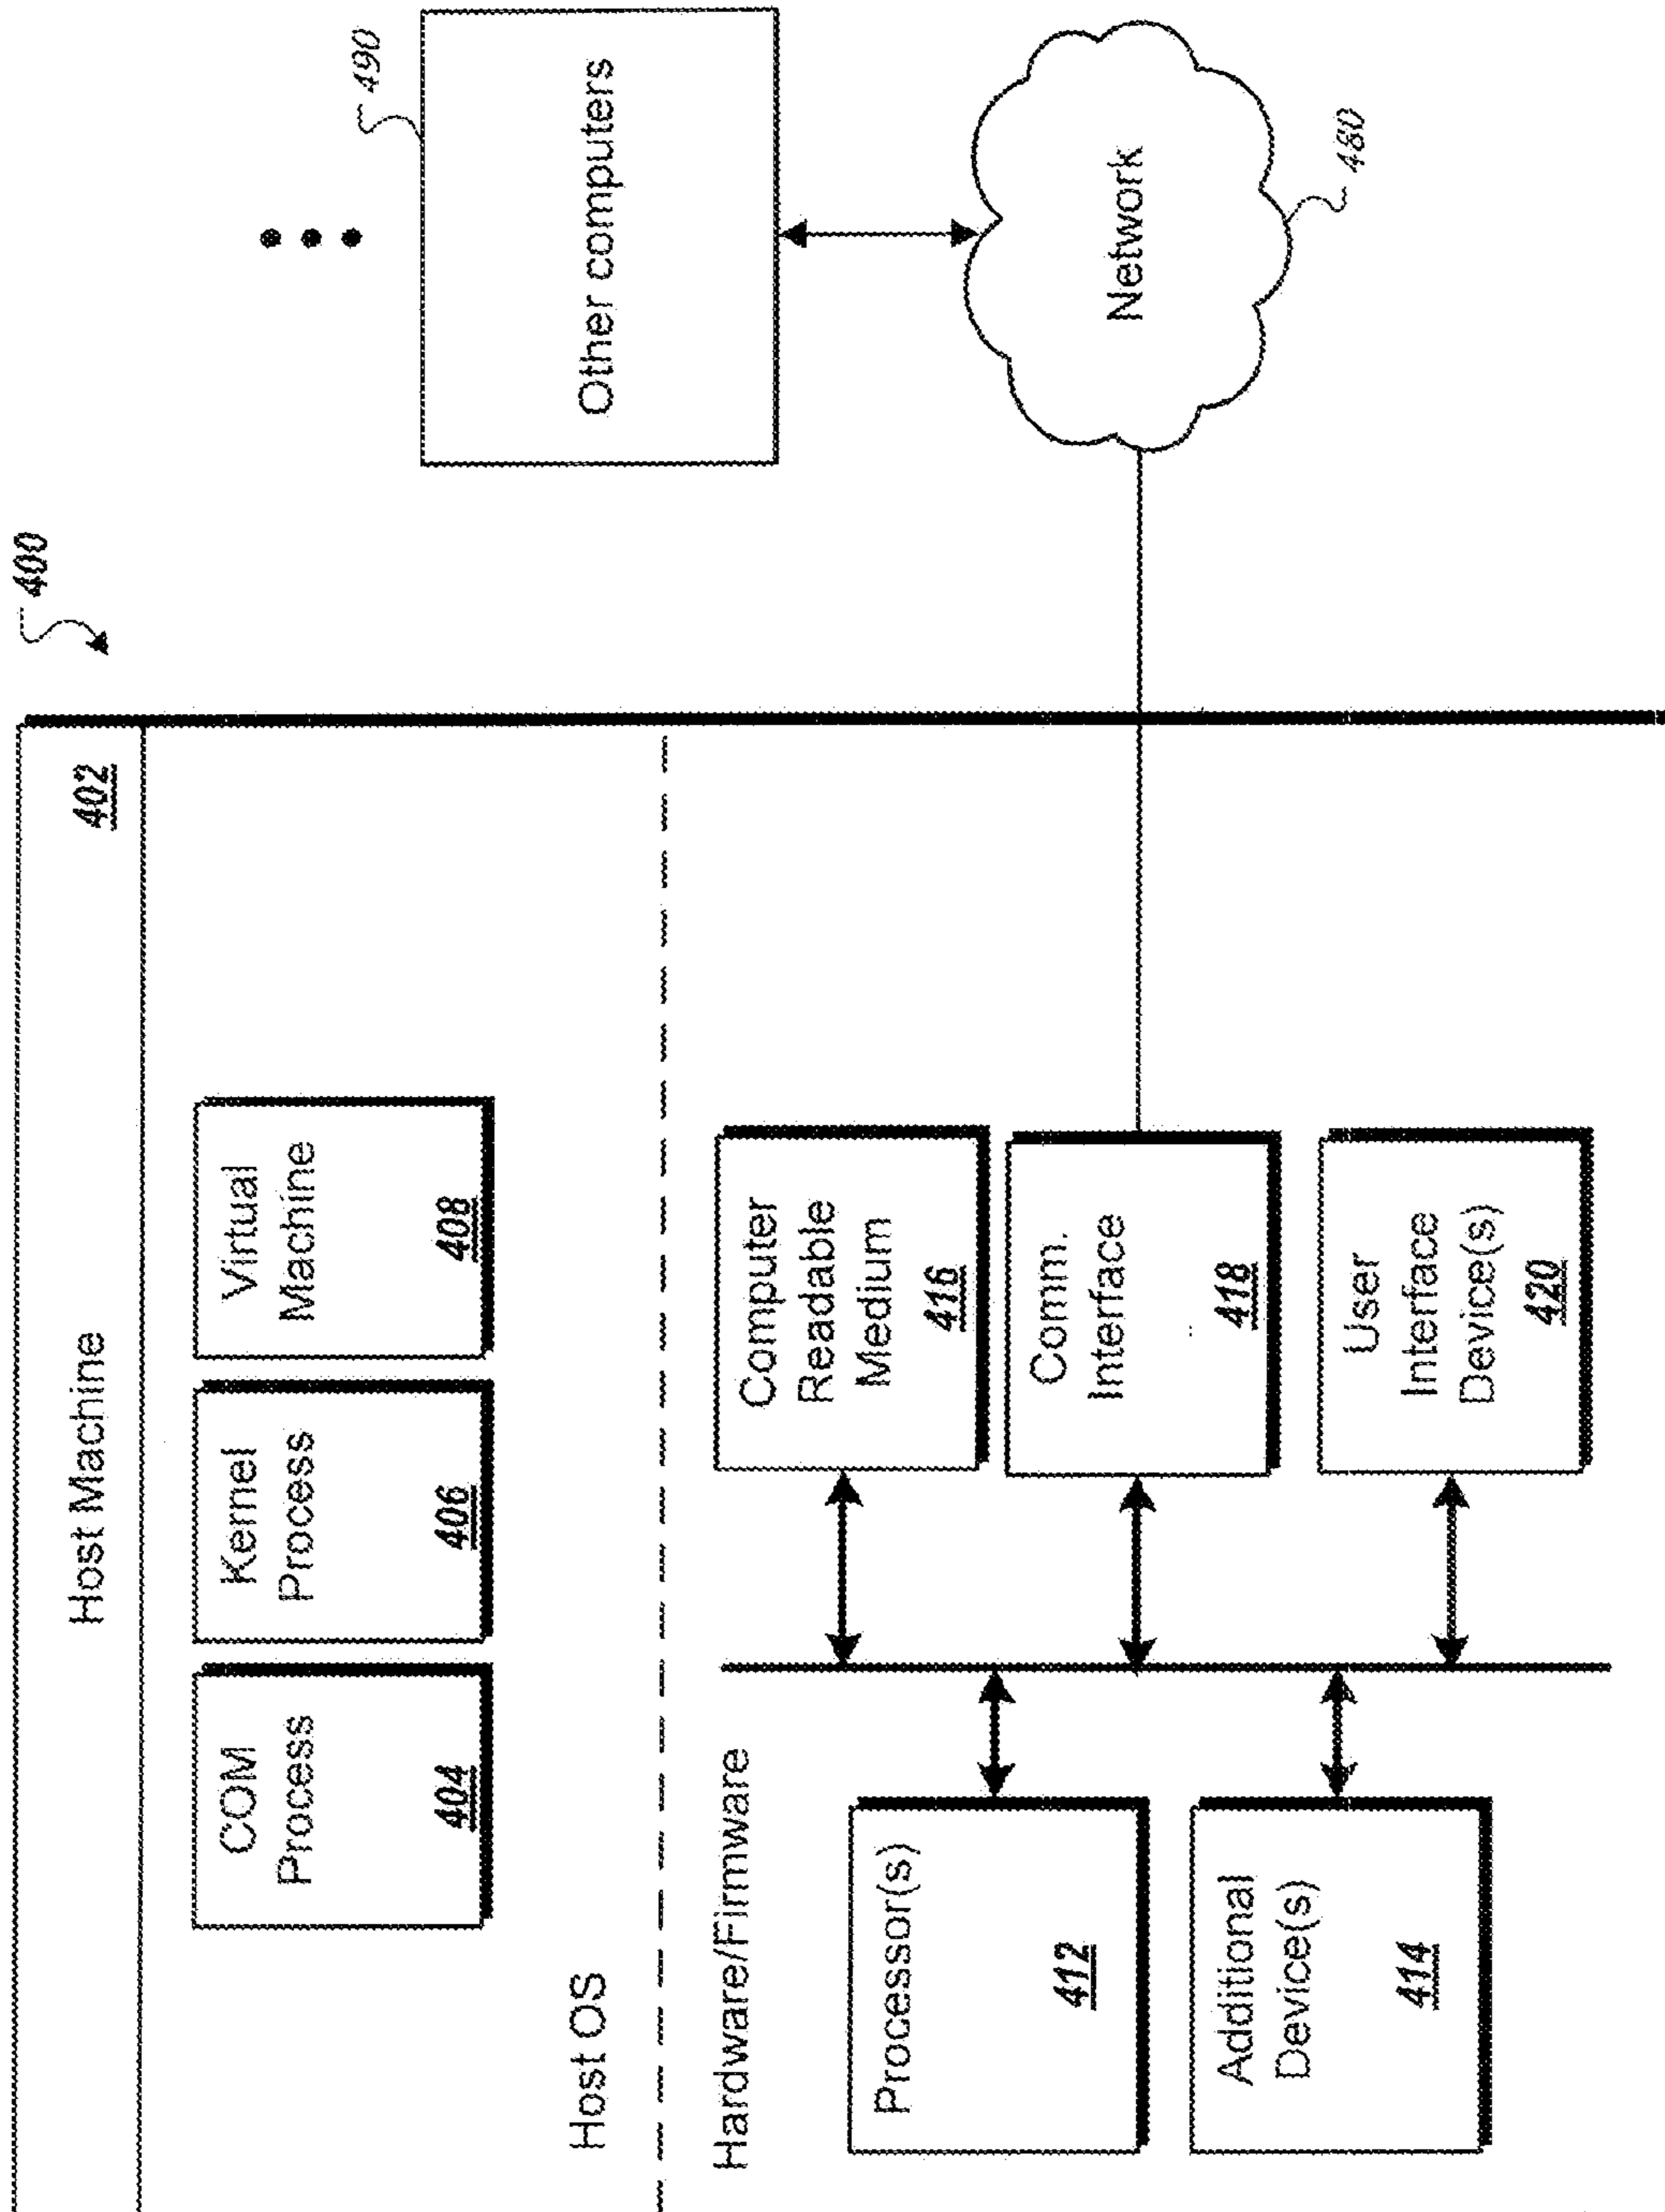 400
Host Machine
402
COM
Process
404
Kernel
Process
406
Virtual
Machine
408
Host OS
Hardware/Firmware
Processor(s)
412
Additional
Device(s)
414
Computer
Readable
Medium
416
Comm.
Interface
418
User
Interface
Device(s)
420
490
Other computers
Network
480